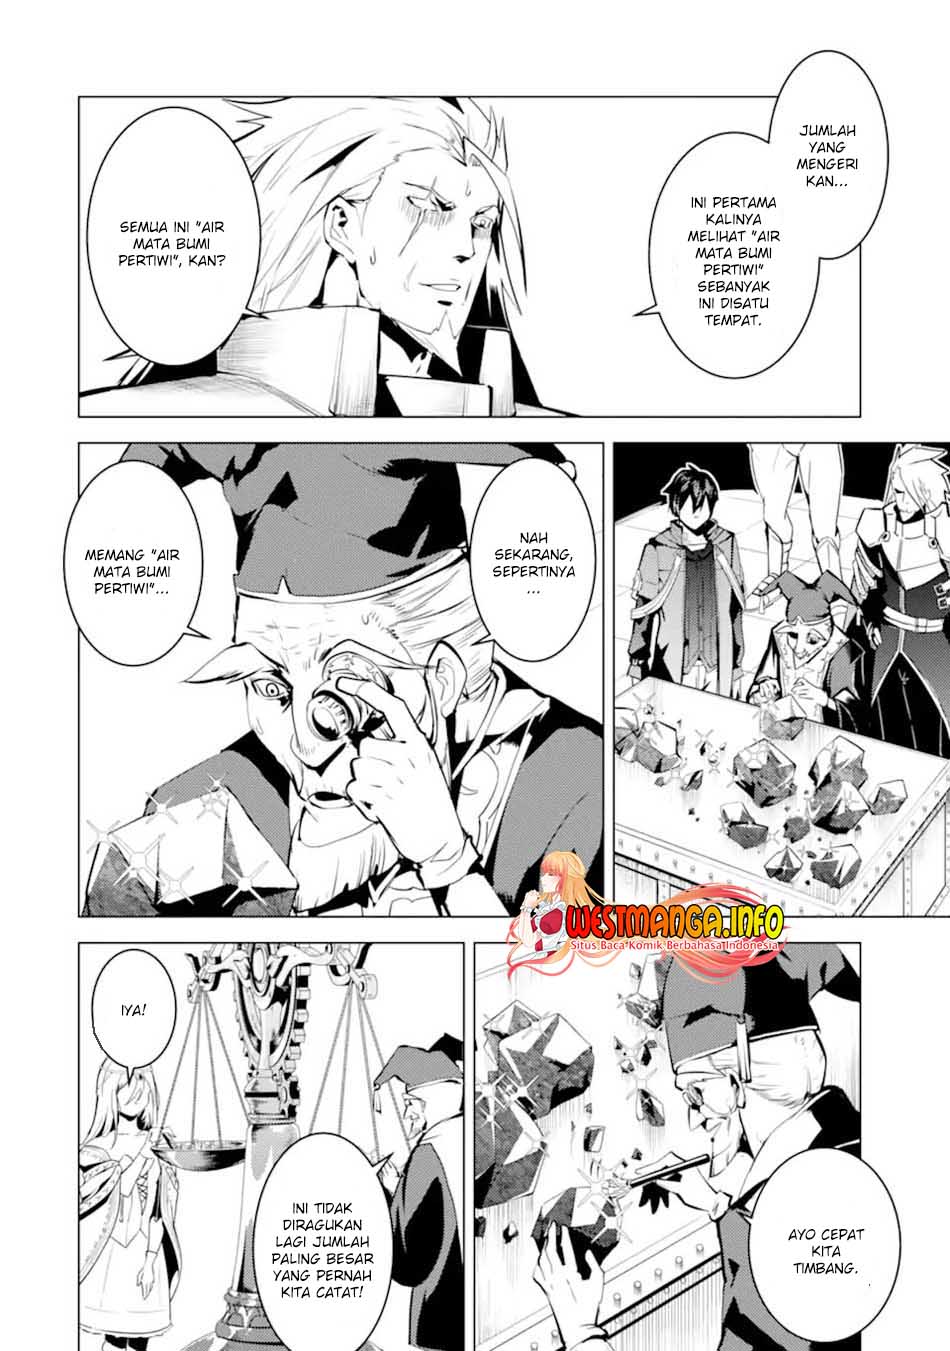 JUMLAH
YANG
MENGERI
KAN...
INI PERTAMA
KALINYA
MELIHAT "AIR
MATA BUMI
PERTIWI"
SEBANYAK
INI DISATU
TEMPAT.
SEMUA INI "AIR
MATA BUMI
PERTIWI", KAN?
NAH
SEKARANG,
SEPERTINYA
...
MEMANG "AIR
MATA BUMI
PERTIWI"...
WESTMANGA.INFO
SITUS BACA KOMIK BERBAHASA INDONESIA
AYO CEPAT
KITA
TIMBANG.
IYA!
INI TIDAK
DIRAGUKAN
LAGI JUMLAH
PALING BESAR
YANG PERNAH
KITA CATAT!